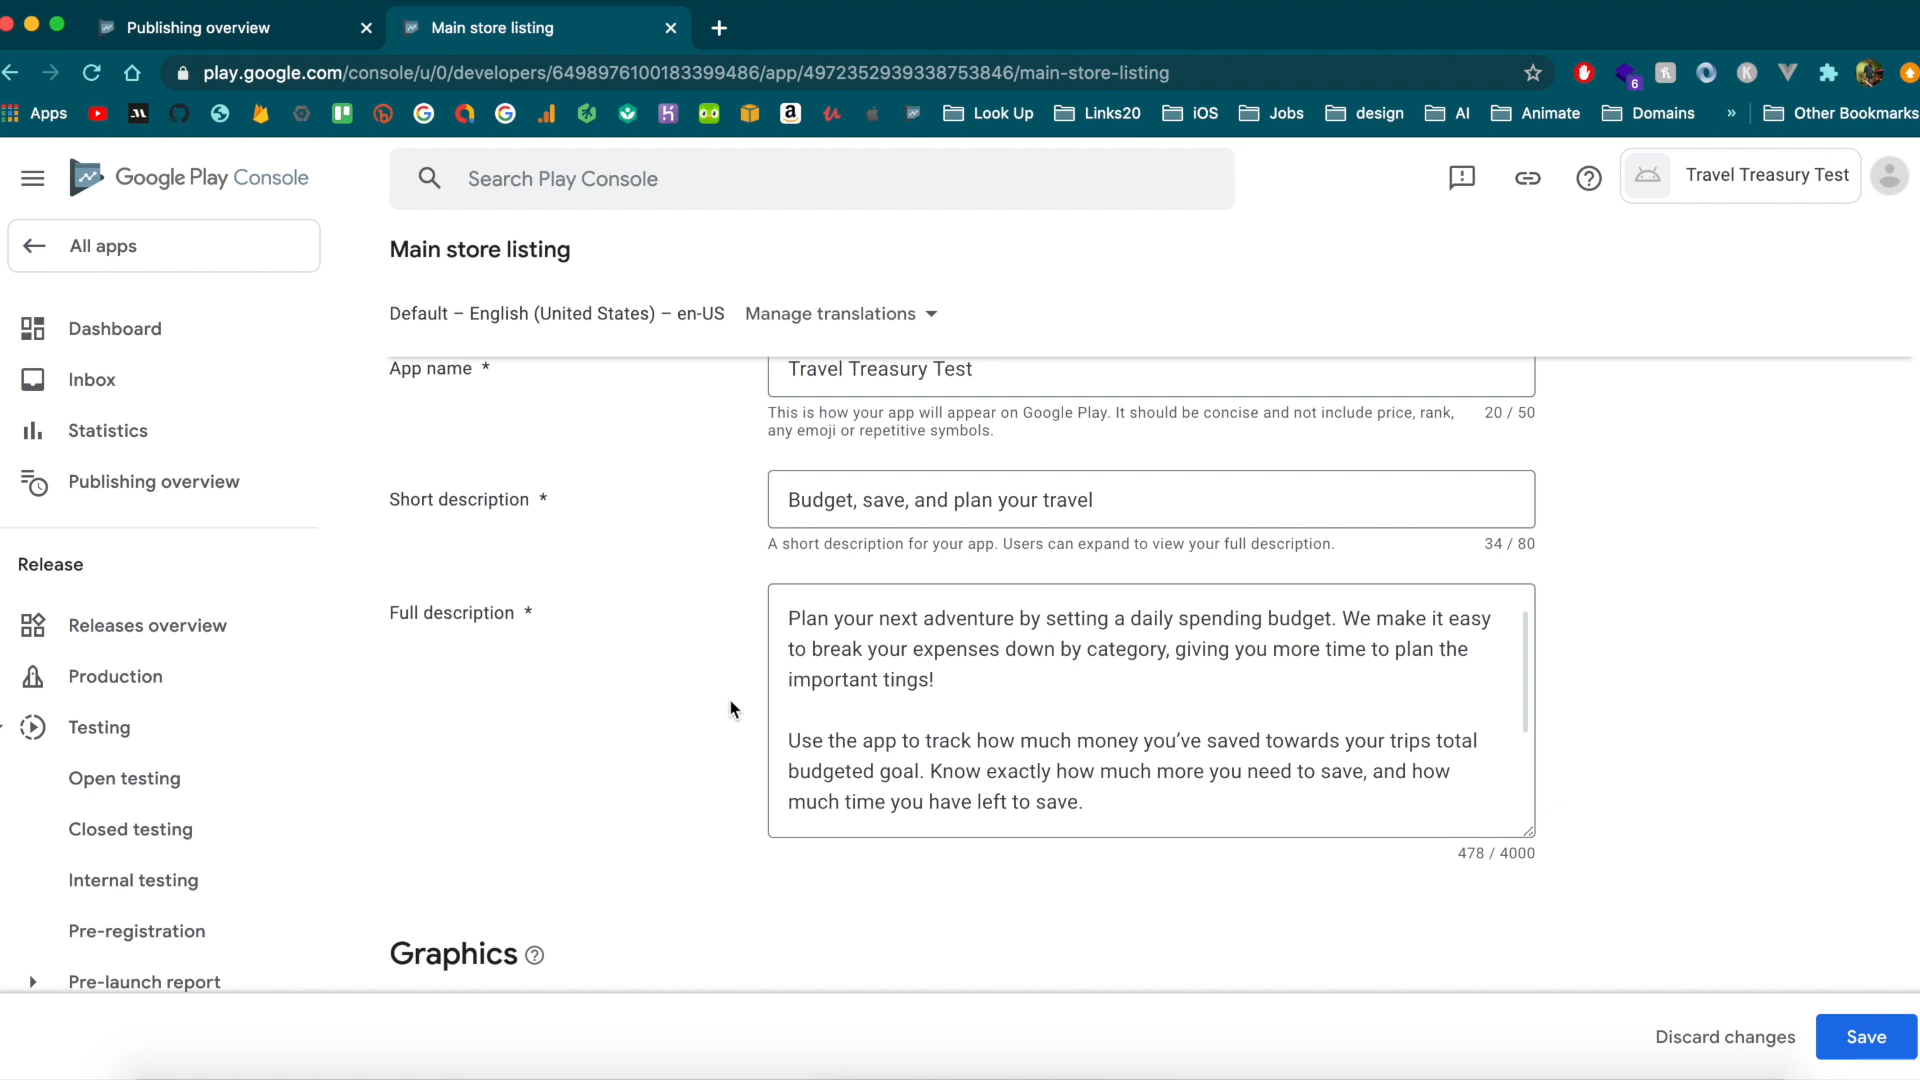 Publishing overview
Main store listing
play.google.com/console/u/0/developers/6498976100183399486/app/4972352939338753846/main-store-listing
6
Apps
Look Up
Links20
iOS
Jobs
design
AI
Animate
Domains
»
Other Bookmarks
Google Play Console
Search Play Console
Travel Treasury Test
All apps
Main store listing
Default – English (United States) – en-US
Manage translations
Dashboard
Inbox
Statistics
Publishing overview
Release
Releases overview
Production
Testing
Open testing
Closed testing
Internal testing
Pre-registration
Pre-launch report
App name *
Travel Treasury Test
This is how your app will appear on Google Play. It should be concise and not include price, rank,
any emoji or repetitive symbols.
20 / 50
Short description *
Budget, save, and plan your travel
A short description for your app. Users can expand to view your full description.
34 / 80
Full description *
Plan your next adventure by setting a daily spending budget. We make it easy
to break your expenses down by category, giving you more time to plan the
important tings!
Use the app to track how much money you’ve saved towards your trips total
budgeted goal. Know exactly how much more you need to save, and how
much time you have left to save.
478 / 4000
Graphics
Discard changes
Save